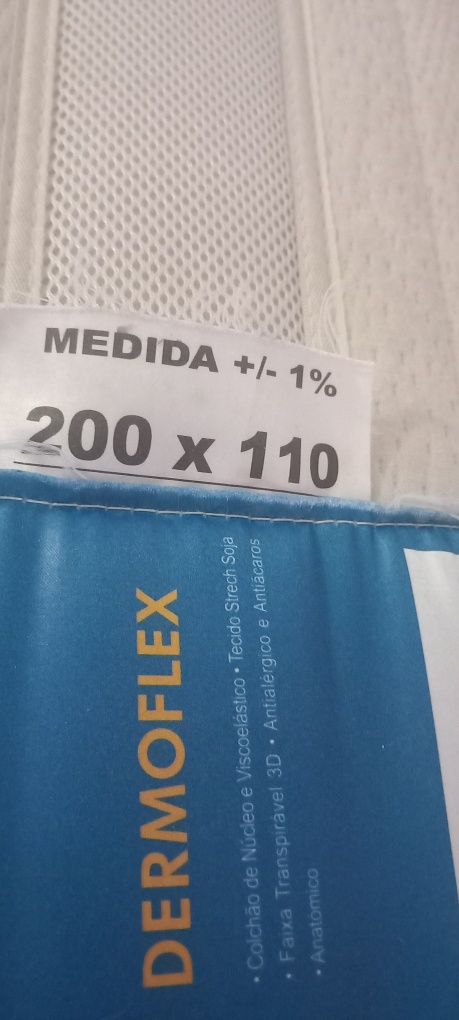 MEDIDA +/- 1%
200 x 110
DERMOFLEX
• Colchão de Núcleo e Viscoelástico • Tecido Strech Soja
• Faixa Transpirável 3D • Antialérgico e Antiácaros
• Anatómico